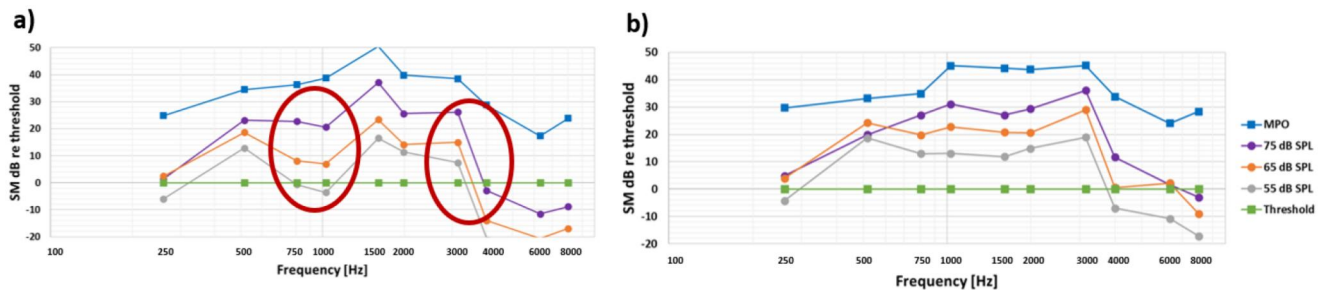 a)
50
40
30
20
10
0
-10
-20
SM dB re threshold
100 250 500 750 1000 1500 2000 3000 4000 6000 8000
Frequency [Hz]
b)
50
40
30
20
10
0
-10
-20
SM dB re threshold
100 250 500 750 1000 1500 2000 3000 4000 6000 8000
Frequency [Hz]
MPO
75 dB SPL
65 dB SPL
55 dB SPL
Threshold